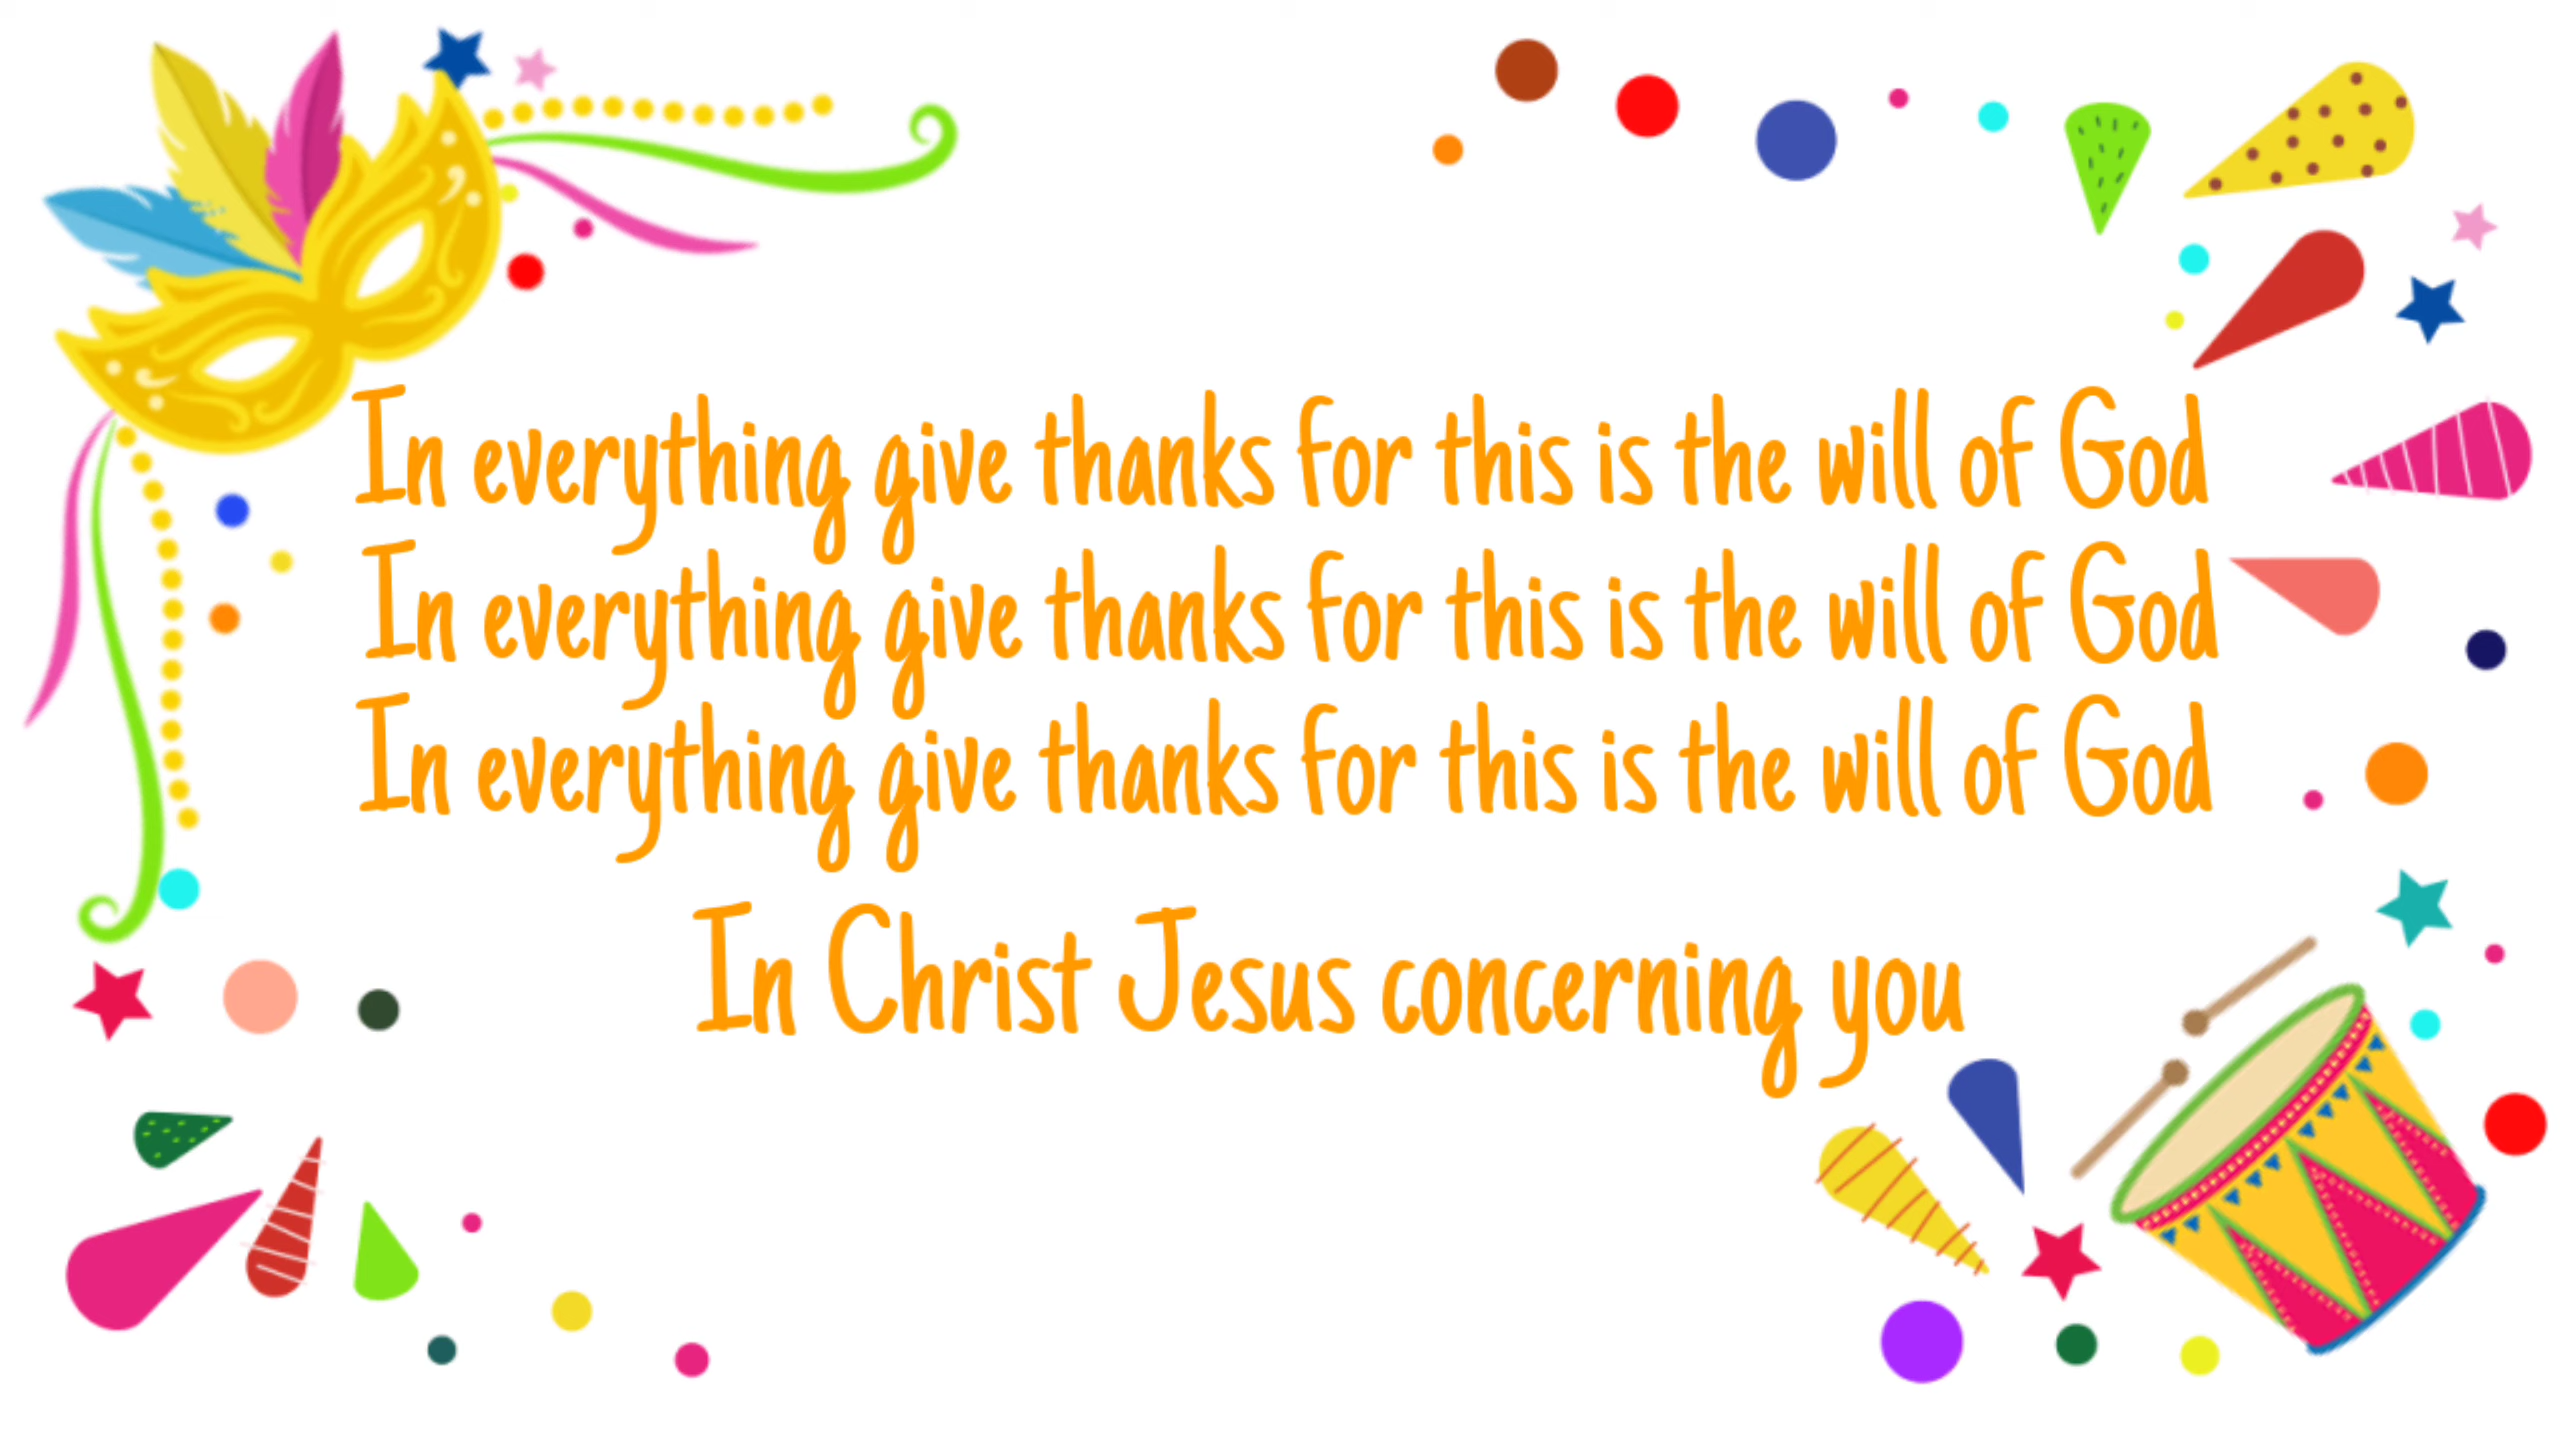 In everything give thanks for this is the will of God
In everything give thanks for this is the will of God
In everything give thanks for this is the will of God
In Christ Jesus concerning you